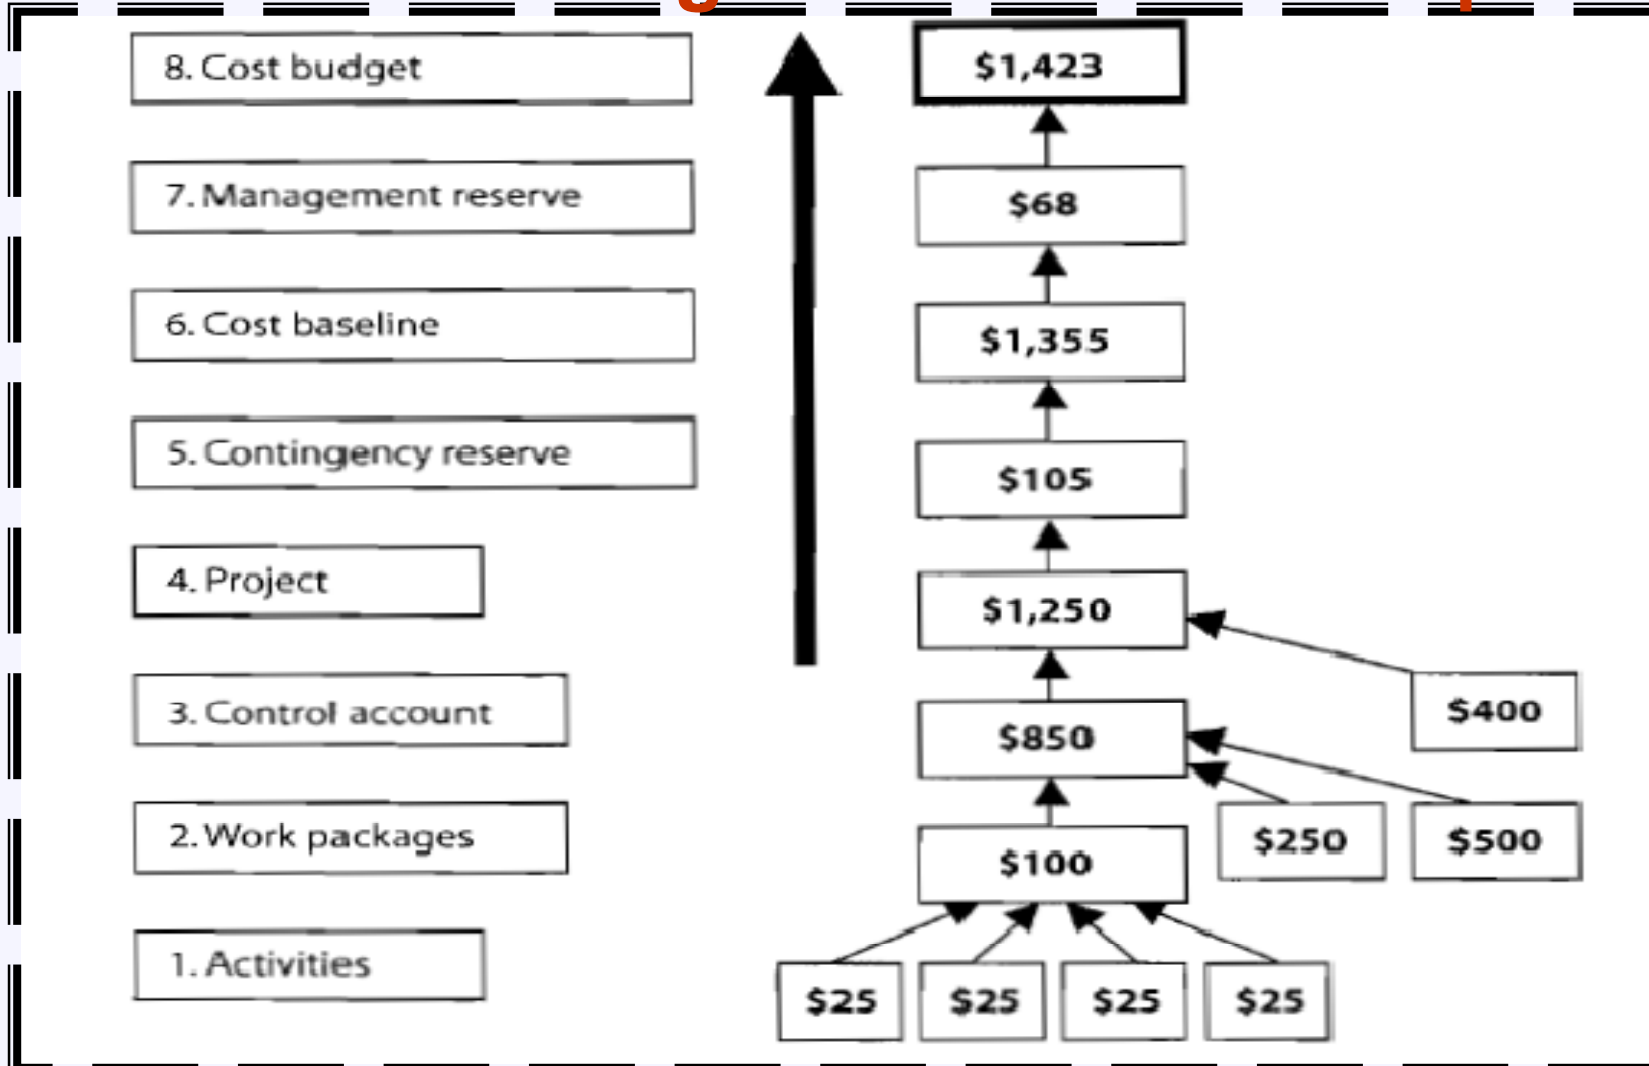 8. Cost budget
$1,423
7. Management reserve
$68
6. Cost baseline
$1,355
5. Contingency reserve
$105
4. Project
$1,250
3. Control account
$400
$850
2. Work packages
$250
$500
$100
1. Activities
$25
$25
$25
$25